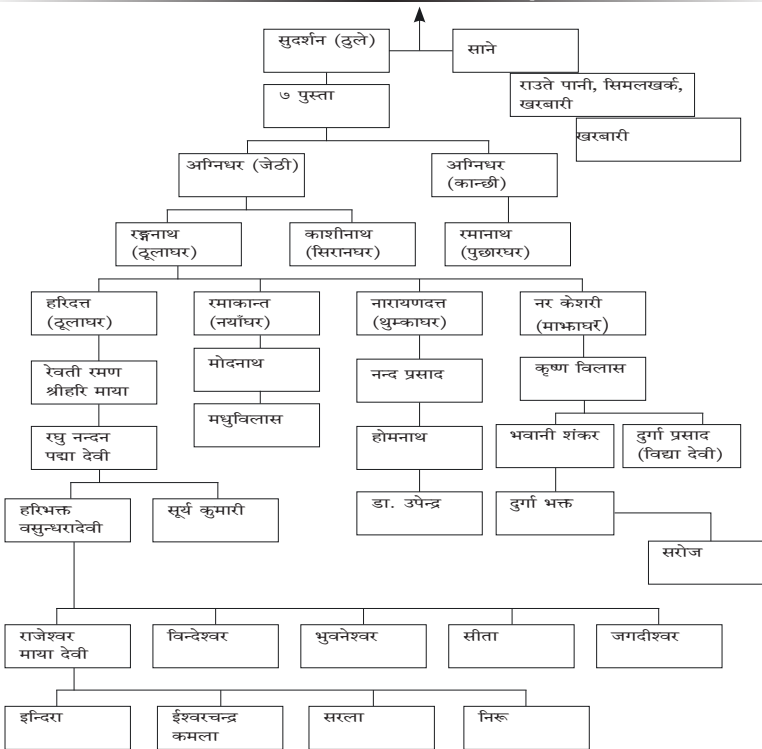 सुदर्शन (ठुले)
साने
७ पुस्ता
राउते पानी, सिमलखर्क,
खरबारी
खरबारी
अग्निधर (जेठी)
अग्निधर
(कान्छी)
रङ्गनाथ
(ठूलाघर)
काशीनाथ
(सिरानघर)
रमानाथ
(पुछारघर)
हरिदत्त
(ठूलाघर)
रमाकान्त
(नयाँघर)
नारायणदत्त
(थुम्काघर)
नर केशरी
(माझाघर)
रेवती रमण
श्रीहरि माया
मोदनाथ
नन्द प्रसाद
कृष्ण विलास
मधुविलास
रघु नन्दन
पद्मा देवी
होमनाथ
भवानी शंकर
दुर्गा प्रसाद
(विद्या देवी)
हरिभक्त
वसुन्धरादेवी
सूर्य कुमारी
डा. उपेन्द्र
दुर्गा भक्त
सरोज
राजेश्वर
माया देवी
विन्देश्वर
भुवनेश्वर
सीता
जगदीश्वर
इन्दिरा
ईश्वरचन्द्र
कमला
सरला
निरू